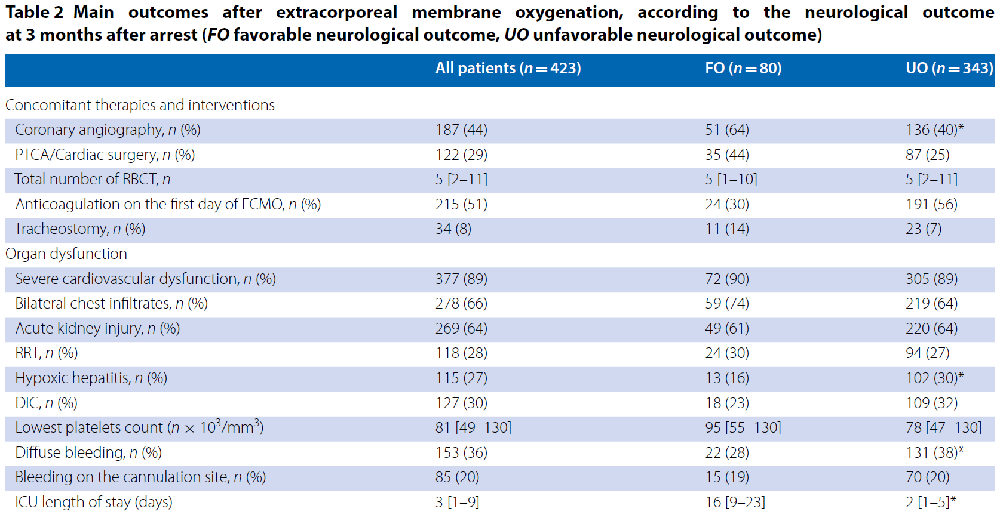 Table 2 Main outcomes after extracorporeal membrane oxygenation, according to the neurological outcome
at 3 months after arrest (FO favorable neurological outcome, UO unfavorable neurological outcome)
All patients (n = 423) FO (n = 80) UO (n = 343)
Concomitant therapies and interventions
Coronary angiography, n (%) 187 (44) 51 (64) 136 (40)*
PTCA/Cardiac surgery, n (%) 122 (29) 35 (44) 87 (25)
Total number of RBCT, n 5 [2–11] 5 [1–10] 5 [2–11]
Anticoagulation on the first day of ECMO, n (%) 215 (51) 24 (30) 191 (56)
Tracheostomy, n (%) 34 (8) 11 (14) 23 (7)
Organ dysfunction
Severe cardiovascular dysfunction, n (%) 377 (89) 72 (90) 305 (89)
Bilateral chest infiltrates, n (%) 278 (66) 59 (74) 219 (64)
Acute kidney injury, n (%) 269 (64) 49 (61) 220 (64)
RRT, n (%) 118 (28) 24 (30) 94 (27)
Hypoxic hepatitis, n (%) 115 (27) 13 (16) 102 (30)*
DIC, n (%) 127 (30) 18 (23) 109 (32)
Lowest platelets count (n × 10³/mm³) 81 [49–130] 95 [55–130] 78 [47–130]
Diffuse bleeding, n (%) 153 (36) 22 (28) 131 (38)*
Bleeding on the cannulation site, n (%) 85 (20) 15 (19) 70 (20)
ICU length of stay (days) 3 [1–9] 16 [9–23] 2 [1–5]*